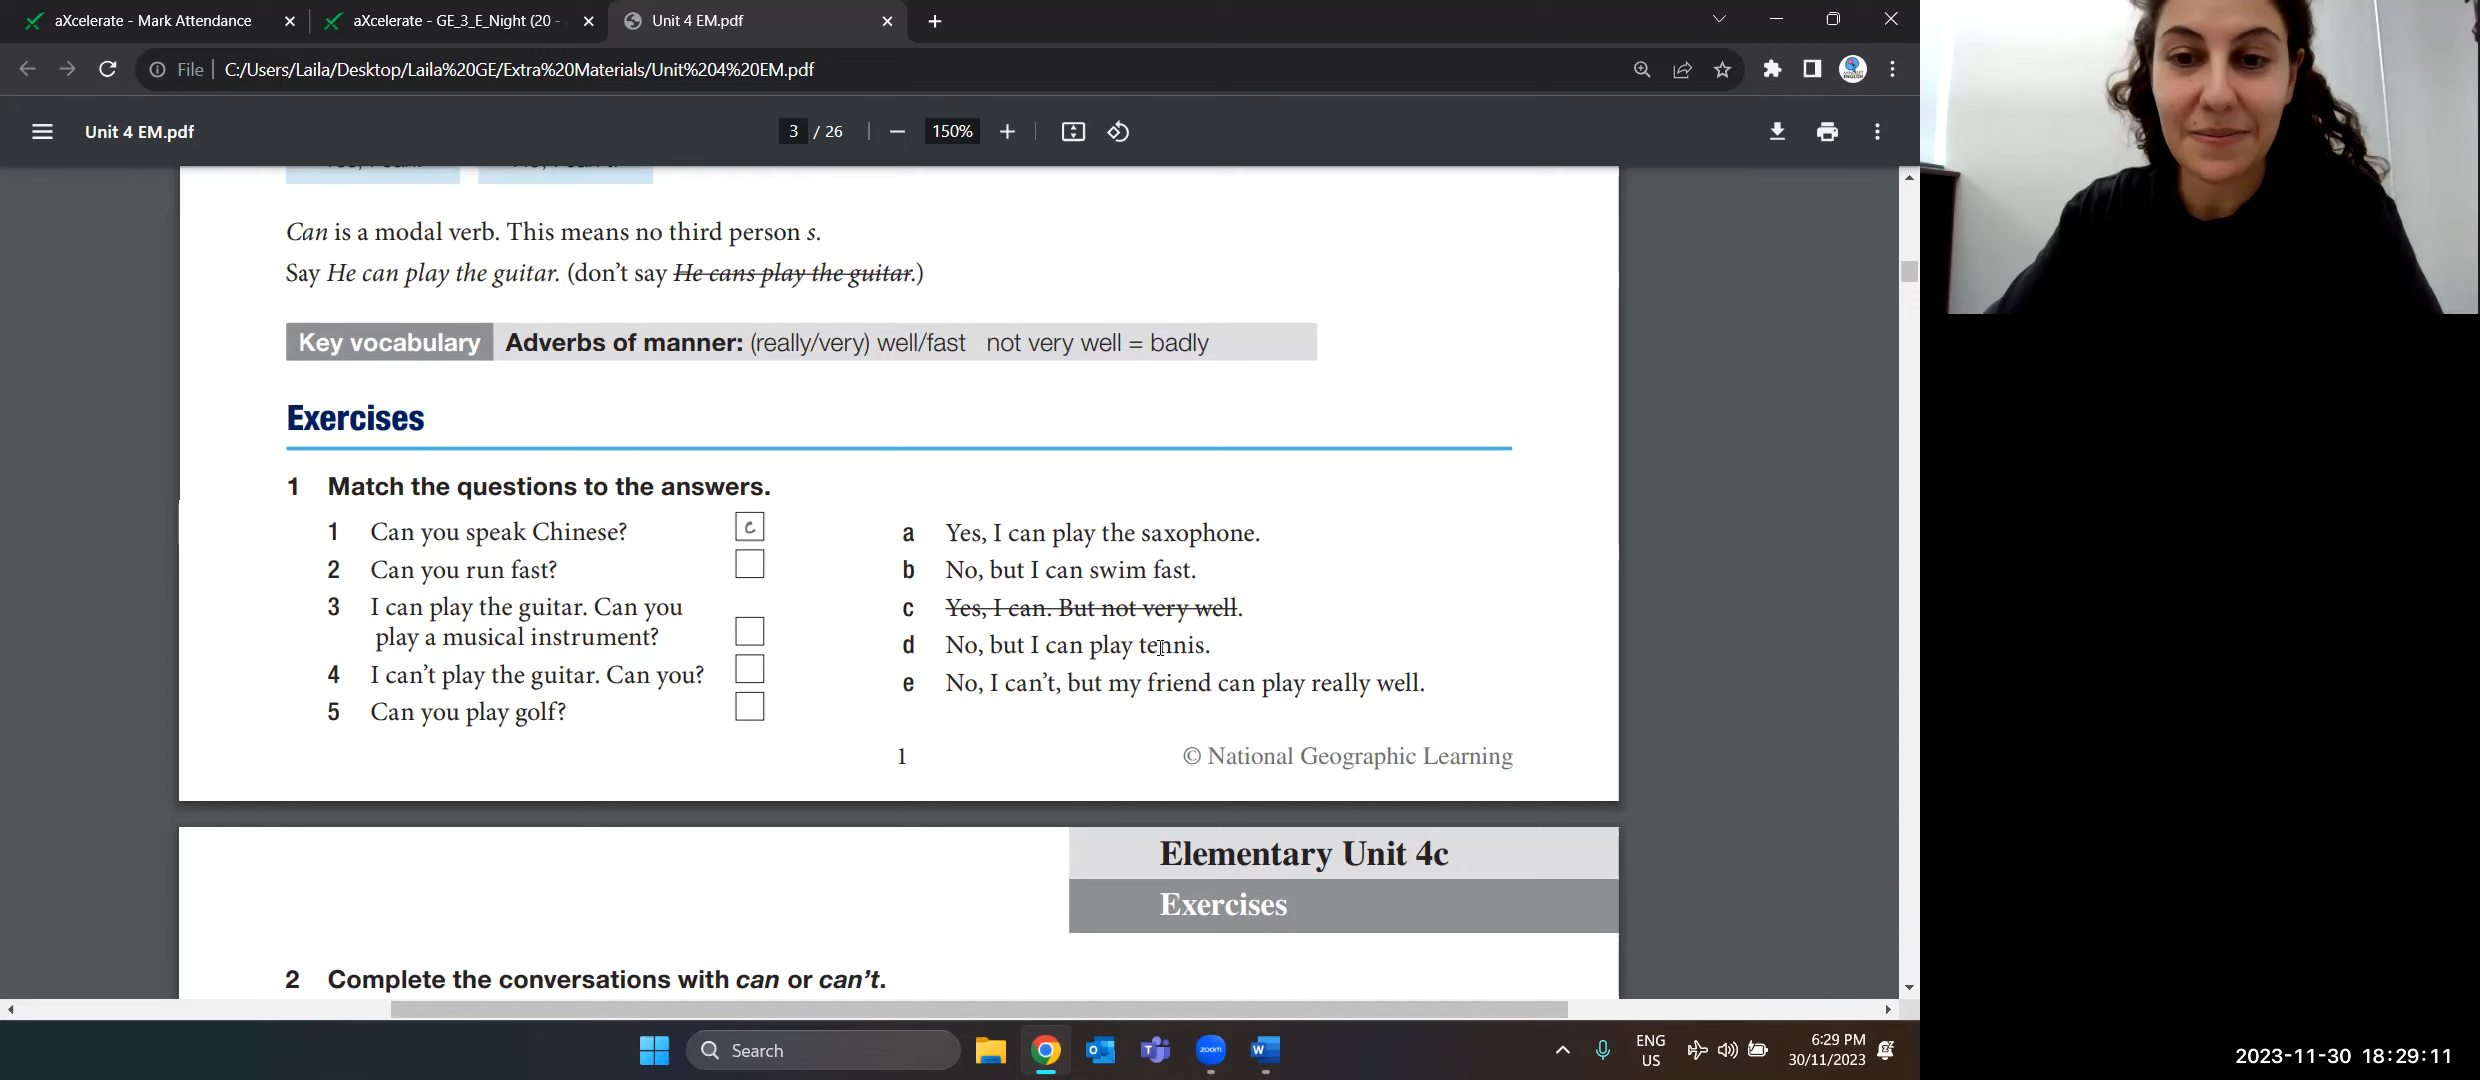 aXcelerate - Mark Attendance
aXcelerate - GE_3_E_Night (20 -
Unit 4 EM.pdf
File
C:/Users/Laila/Desktop/Laila%20GE/Extra%20Materials/Unit%204%20EM.pdf
Unit 4 EM.pdf
3 / 26
150%
Can is a modal verb. This means no third person s.
Say He can play the guitar. (don't say He cans play the guitar.)
Key vocabulary Adverbs of manner: (really/very) well/fast not very well = badly
Exercises
1 Match the questions to the answers.
1 Can you speak Chinese? c
2 Can you run fast?
3 I can play the guitar. Can you
play a musical instrument?
4 I can't play the guitar. Can you?
5 Can you play golf?
a Yes, I can play the saxophone.
b No, but I can swim fast.
c Yes, I can. But not very well.
d No, but I can play tennis.
e No, I can't, but my friend can play really well.
1
© National Geographic Learning
Elementary Unit 4c
Exercises
2 Complete the conversations with can or can't.
Search
zoom
ENG
US
6:29 PM
30/11/2023
2023-11-30 18:29:11